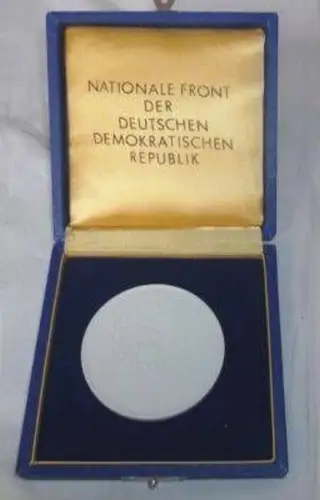 NATIONALE FRONT
DER
DEUTSCHEN
DEMOKRATISCHEN
REPUBLIK